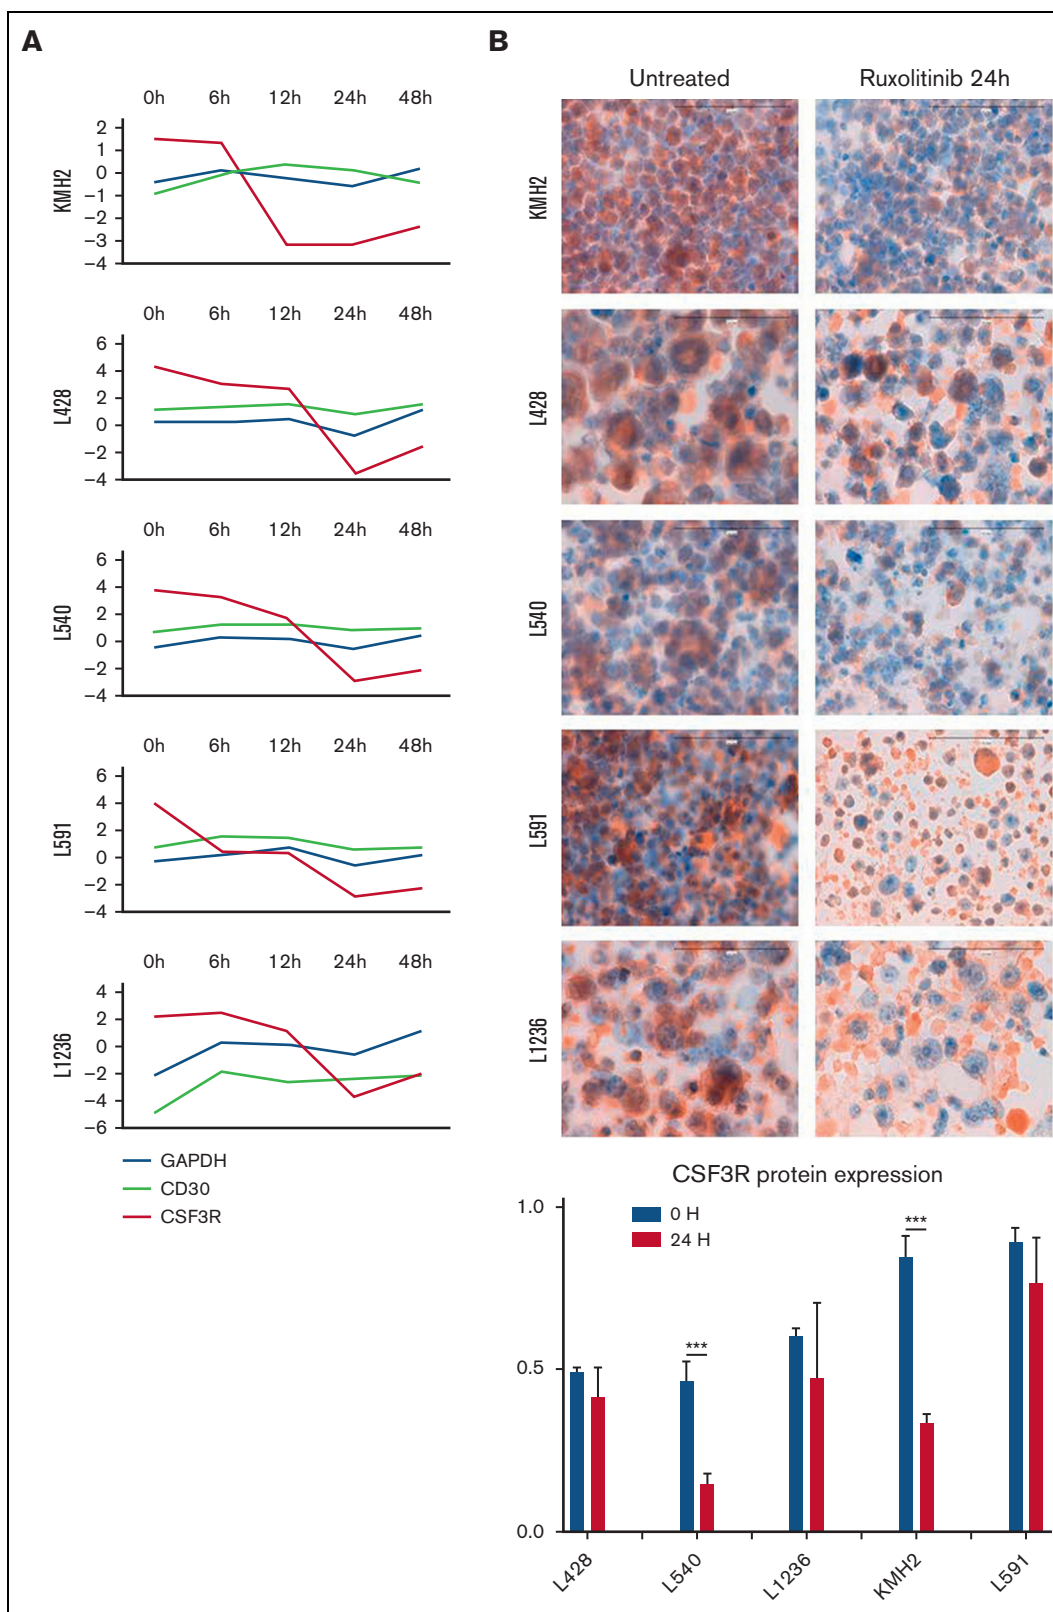 A
0h 6h 12h 24h 48h
KMH2
2
1
0
−1
−2
−3
−4
0h 6h 12h 24h 48h
L428
6
4
2
0
−2
−4
0h 6h 12h 24h 48h
L540
6
4
2
0
−2
−4
0h 6h 12h 24h 48h
L591
6
4
2
0
−2
−4
0h 6h 12h 24h 48h
L1236
4
2
0
−2
−4
−6
GAPDH
CD30
CSF3R
B
Untreated Ruxolitinib 24h
KMH2
L428
L540
L591
L1236
CSF3R protein expression
1.0
0.5
0.0
0 H
24 H
***
***
L428 L540 L1236 KMH2 L591